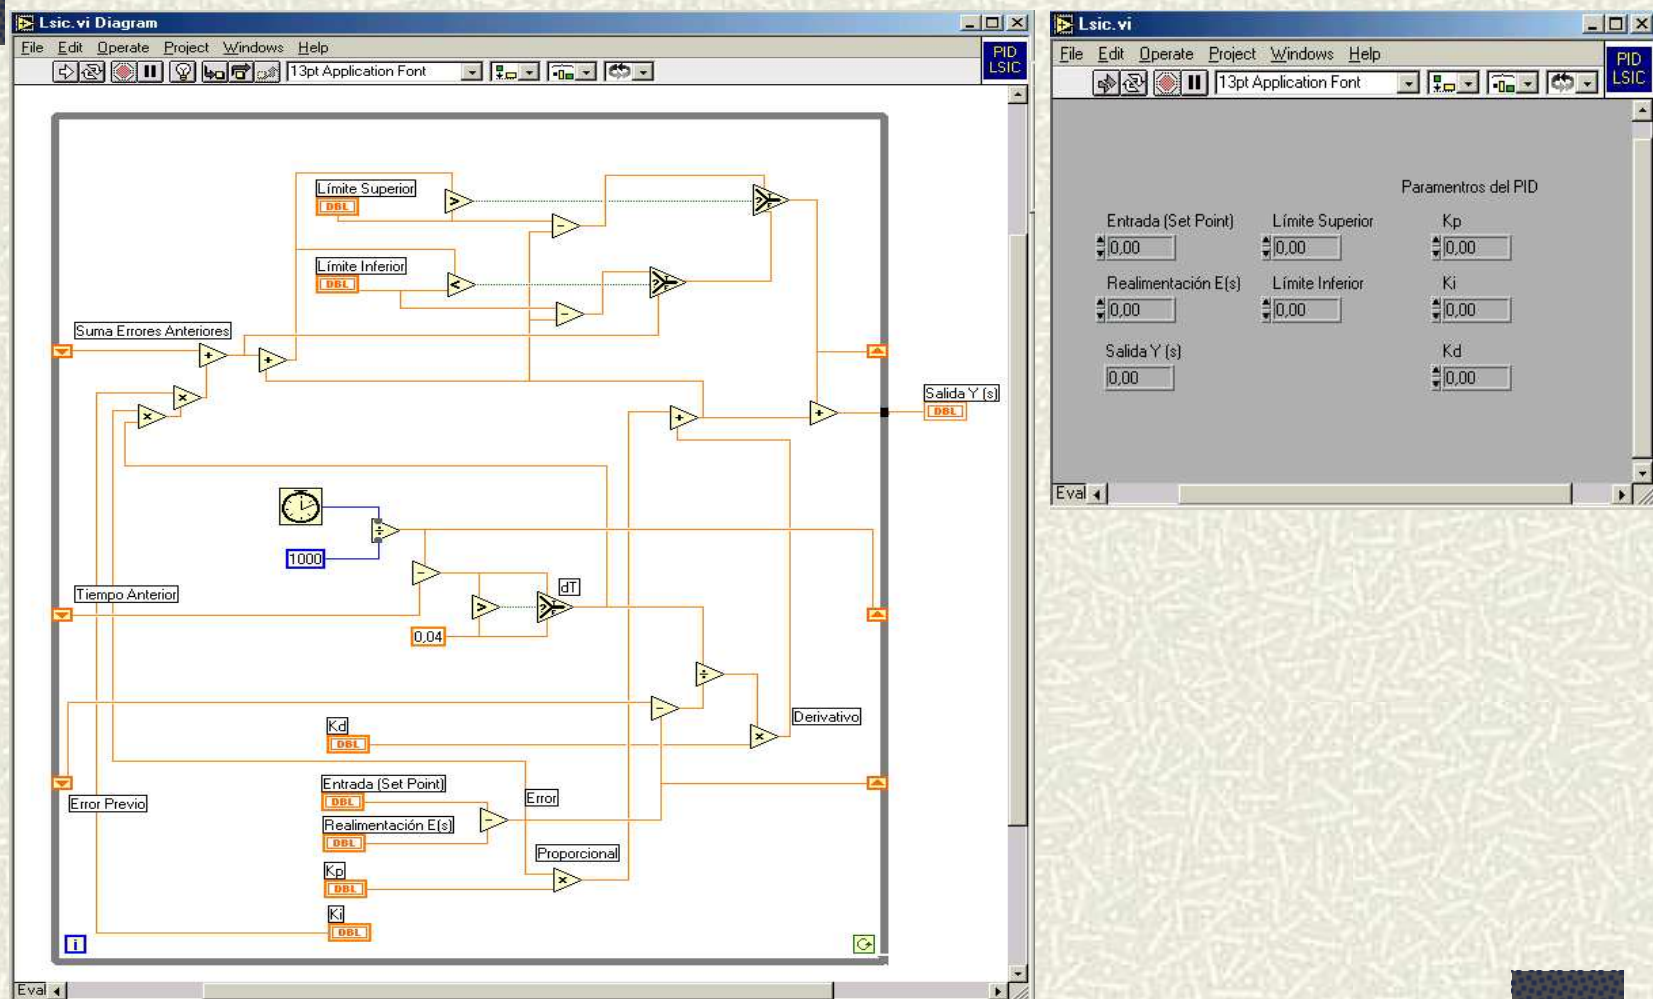 Lsic.vi Diagram
File Edit Operate Project Windows Help
13pt Application Font
PID
LSIC
Límite Superior
DBL
>
-
?
T
F
Límite Inferior
DBL
<
-
?
T
F
Suma Errores Anteriores
+
+
x
x
+
+
Salida Y (s)
DBL
÷
1000
-
Tiempo Anterior
>
dT
?
T
F
0,04
÷
-
Kd
DBL
Derivativo
x
Error Previo
Entrada (Set Point)
DBL
Error
-
Realimentación E(s)
DBL
Proporcional
Kp
DBL
x
Ki
DBL
i
Eval
Lsic.vi
File Edit Operate Project Windows Help
13pt Application Font
PID
LSIC
Paramentros del PID
Entrada (Set Point) Límite Superior Kp
0,00 0,00 0,00
Realimentación E(s) Límite Inferior Ki
0,00 0,00 0,00
Salida Y (s) Kd
0,00 0,00
Eval